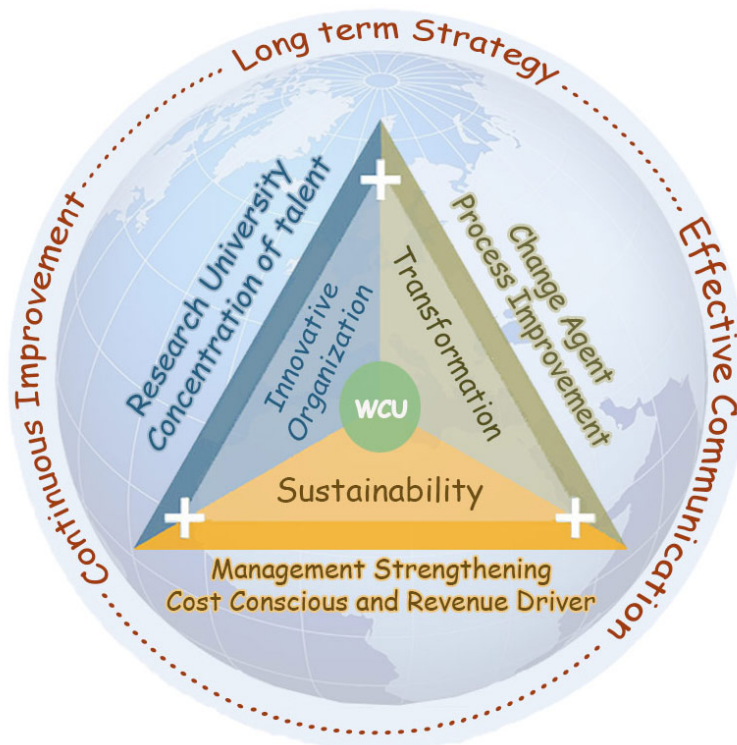 Long term Strategy
Continuous Improvement
Effective Communication
Research University
Concentration of talent
Change Agent
Process Improvement
Innovative
Organization
Transformation
WCU
Sustainability
Management Strengthening
Cost Conscious and Revenue Driver